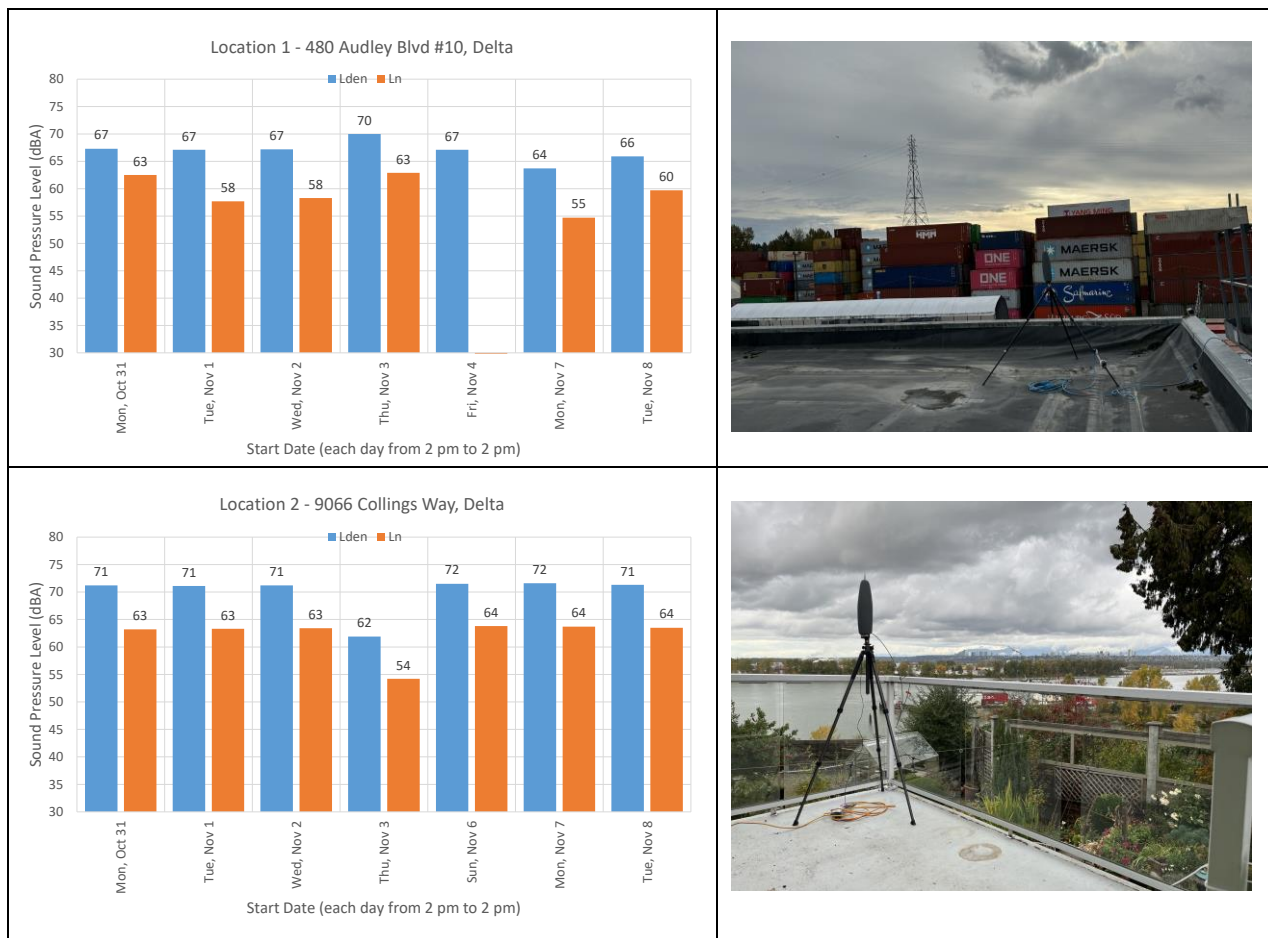 Location 1 - 480 Audley Blvd #10, Delta
Lden Ln
Sound Pressure Level (dBA)
80
75
70
65
60
55
50
45
40
35
30
67 63 67 58 67 58 70 63 67 64 55 66 60
Mon, Oct 31
Tue, Nov 1
Wed, Nov 2
Thu, Nov 3
Fri, Nov 4
Mon, Nov 7
Tue, Nov 8
Start Date (each day from 2 pm to 2 pm)
YANG MING
HMM
ONE
ONE
MAERSK
MAERSK
Safmarine
Location 2 - 9066 Collings Way, Delta
Lden Ln
Sound Pressure Level (dBA)
80
75
70
65
60
55
50
45
40
35
30
71 63 71 63 71 63 62 54 72 64 72 64 71 64
Mon, Oct 31
Tue, Nov 1
Wed, Nov 2
Thu, Nov 3
Sun, Nov 6
Mon, Nov 7
Tue, Nov 8
Start Date (each day from 2 pm to 2 pm)